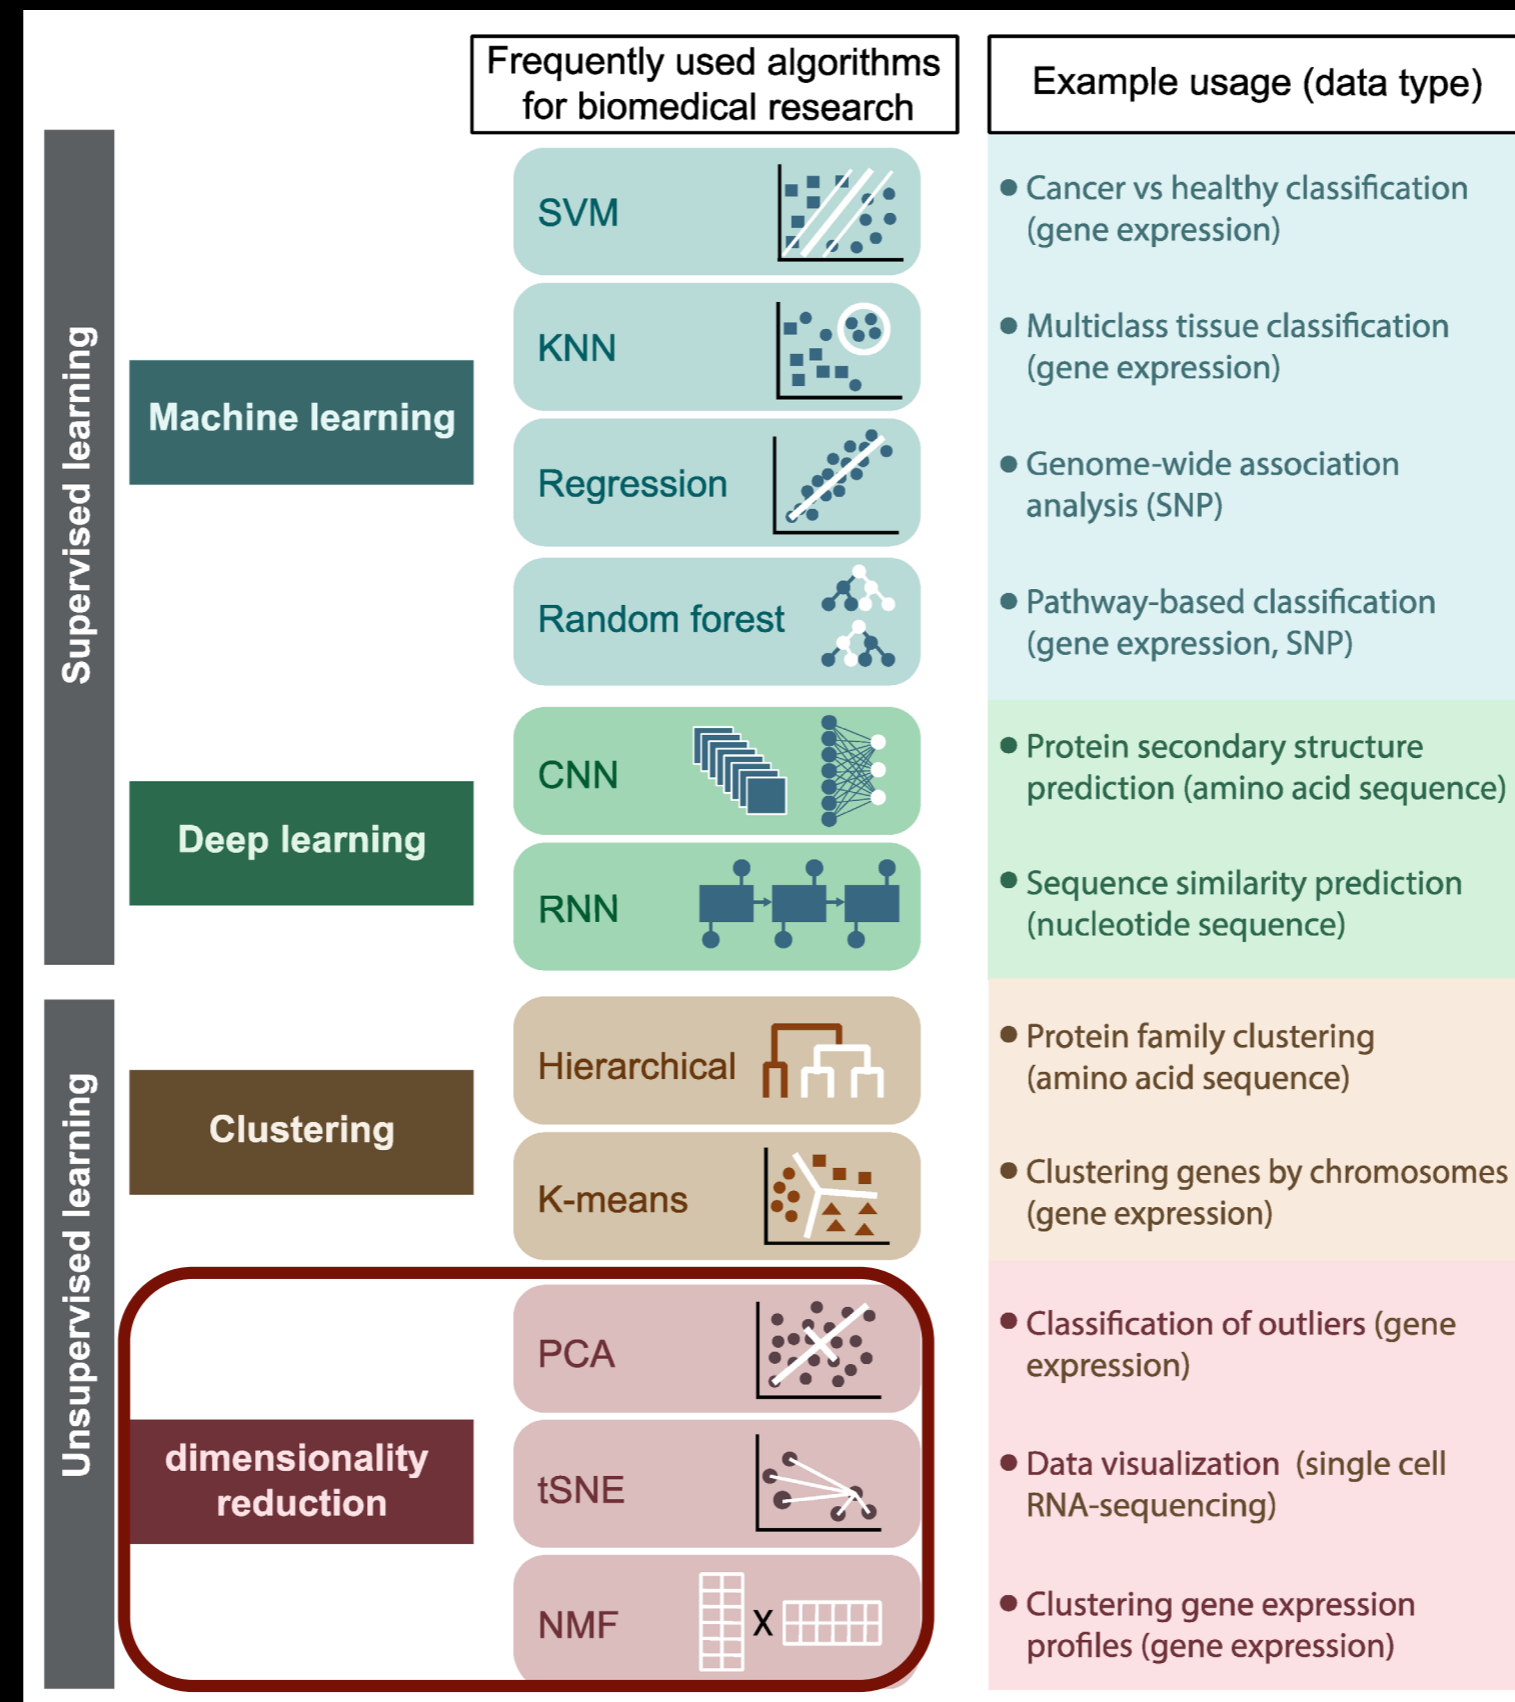 Frequently used algorithms
for biomedical research
Example usage (data type)
Supervised learning
Machine learning
SVM
• Cancer vs healthy classification
(gene expression)
KNN
• Multiclass tissue classification
(gene expression)
Regression
• Genome-wide association
analysis (SNP)
Random forest
• Pathway-based classification
(gene expression, SNP)
Deep learning
CNN
• Protein secondary structure
prediction (amino acid sequence)
RNN
• Sequence similarity prediction
(nucleotide sequence)
Unsupervised learning
Clustering
Hierarchical
• Protein family clustering
(amino acid sequence)
K-means
• Clustering genes by chromosomes
(gene expression)
dimensionality
reduction
PCA
• Classification of outliers (gene
expression)
tSNE
• Data visualization (single cell
RNA-sequencing)
NMF
X
• Clustering gene expression
profiles (gene expression)